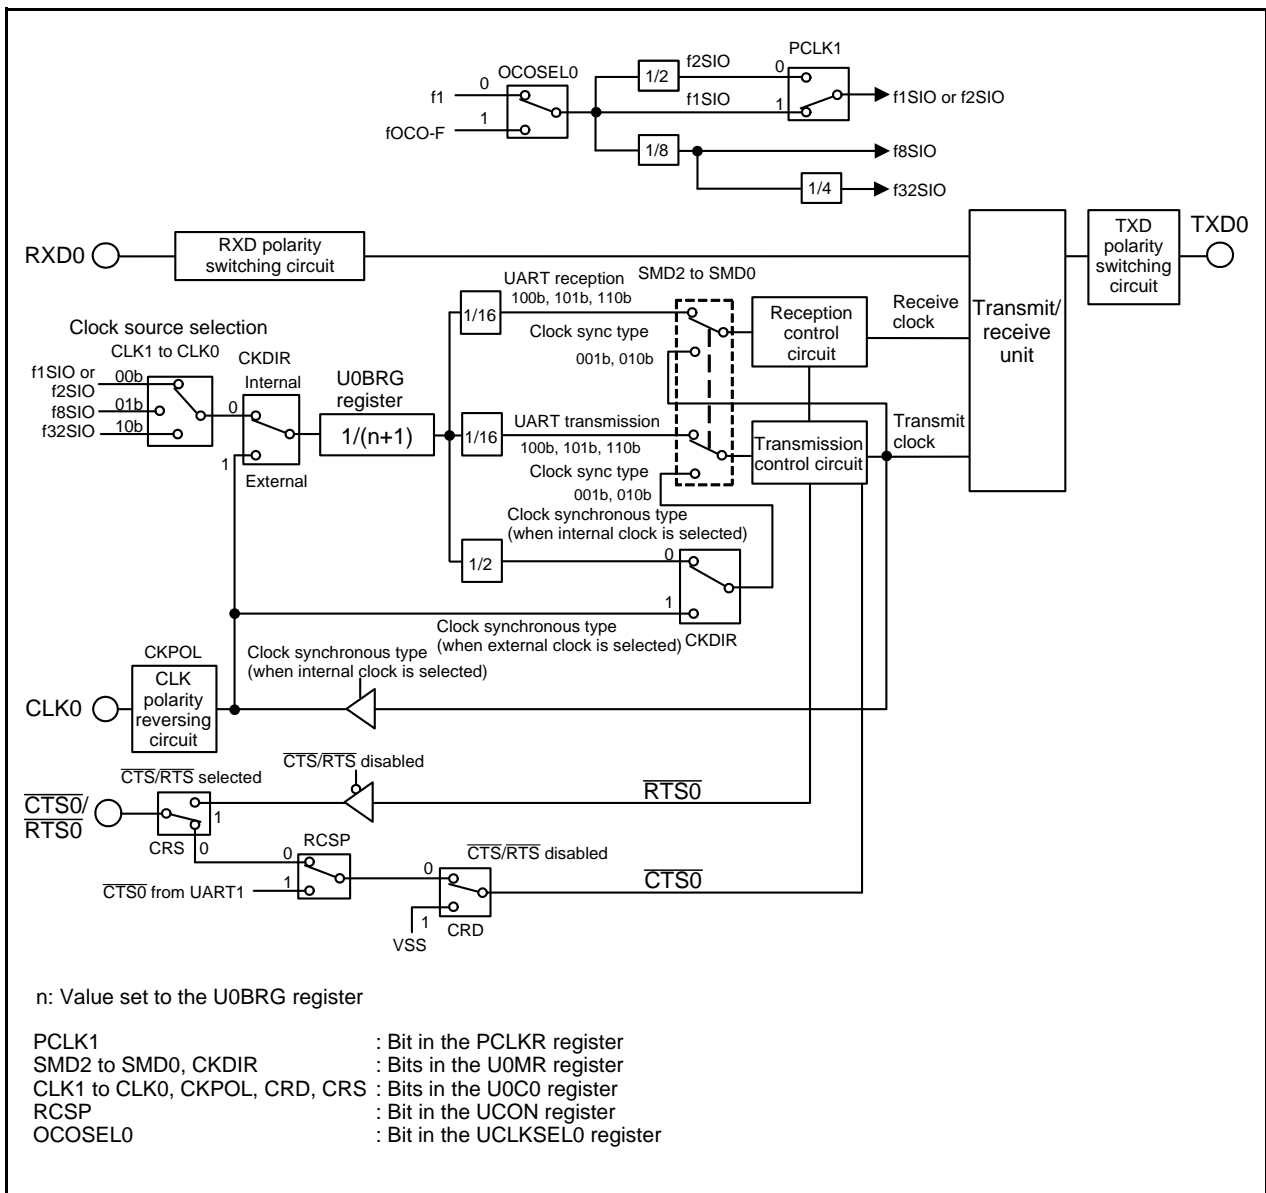 PCLK1
OCOSEL0
f2SIO
0
1/2
0
f1
f1SIO
1
f1SIO or f2SIO
1
fOCO-F
1/8
f8SIO
1/4
f32SIO
RXD0
RXD polarity
switching circuit
TXD
polarity
switching
circuit
TXD0
UART reception
100b, 101b, 110b
SMD2 to SMD0
1/16
Clock sync type
001b, 010b
Reception
control
circuit
Receive
clock
Transmit/
receive
unit
Clock source selection
CLK1 to CLK0
f1SIO or
f2SIO
00b
f8SIO
01b
f32SIO
10b
CKDIR
Internal
0
1
External
U0BRG
register
1/(n+1)
1/16
UART transmission
100b, 101b, 110b
Clock sync type
001b, 010b
Transmission
control circuit
Transmit
clock
Clock synchronous type
(when internal clock is selected)
1/2
0
1
CKDIR
Clock synchronous type
(when external clock is selected)
CKPOL
Clock synchronous type
(when internal clock is selected)
CLK0
CLK
polarity
reversing
circuit
CTS/RTS selected
CTS/RTS disabled
CTS0/
RTS0
1
RTS0
CRS
0
RCSP
0
CTS0 from UART1
1
CTS/RTS disabled
0
CTS0
1
VSS
CRD
n: Value set to the U0BRG register
PCLK1 : Bit in the PCLKR register
SMD2 to SMD0, CKDIR : Bits in the U0MR register
CLK1 to CLK0, CKPOL, CRD, CRS : Bits in the U0C0 register
RCSP : Bit in the UCON register
OCOSEL0 : Bit in the UCLKSEL0 register